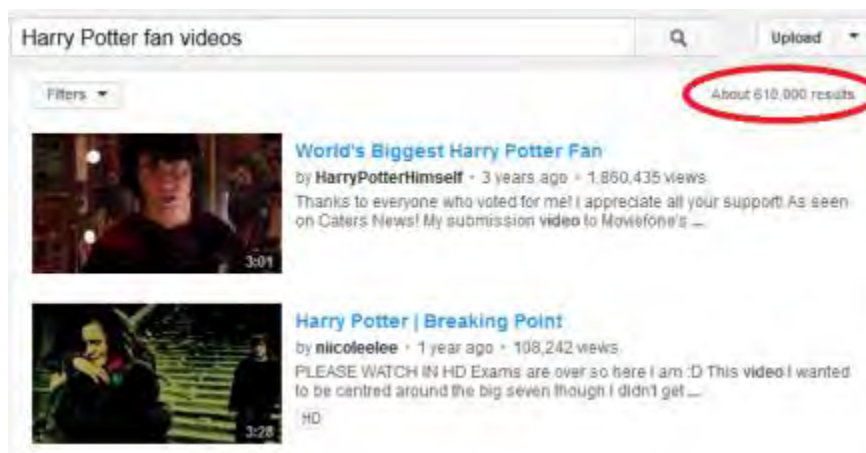 Harry Potter fan videos
Upload
Filters
About 610,000 results
World's Biggest Harry Potter Fan
by HarryPotterHimself · 3 years ago · 1,860,435 views
Thanks to everyone who voted for me! I appreciate all your support! As seen
on Caters News! My submission video to Moviefone's ...
3:01
Harry Potter | Breaking Point
by niicoleelee · 1 year ago · 108,242 views
PLEASE WATCH IN HD Exams are over so here I am :D This video I wanted
to be centred around the big seven though I didn't get ...
HD
3:28